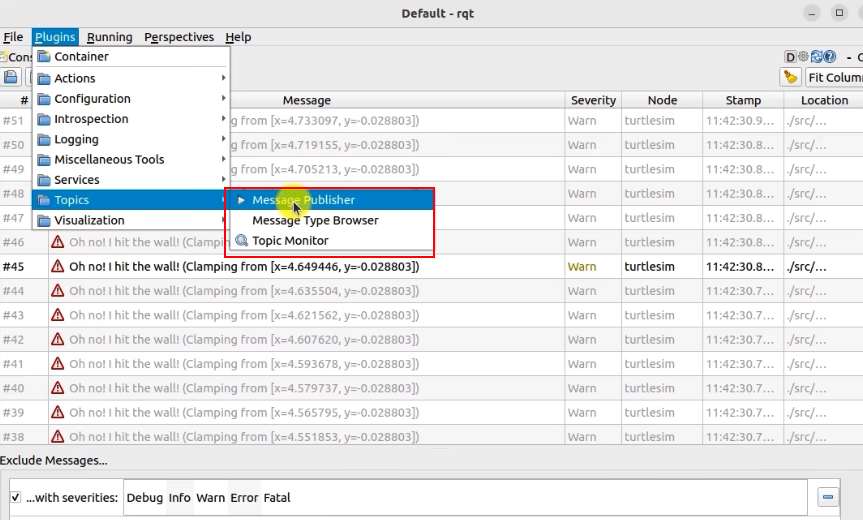 Default - rqt
File Plugins Running Perspectives Help
Container
Actions
Configuration
Introspection
Logging
Miscellaneous Tools
Services
Topics
Visualization
Message Publisher
Message Type Browser
Topic Monitor
D - C
Fit Colum
# Message Severity Node Stamp Location
#51 g from [x=4.733097, y=-0.028803]) Warn turtlesim 11:42:30.9... ./src/...
#50 g from [x=4.719155, y=-0.028803]) Warn turtlesim 11:42:30.8... ./src/...
#49 g from [x=4.705213, y=-0.028803]) Warn turtlesim 11:42:30.8... ./src/...
#48 Warn turtlesim 11:42:30.8... ./src/...
#47 Warn turtlesim 11:42:30.8... ./src/...
#46 Oh no! I hit the wall! (Clampin Warn turtlesim 11:42:30.8... ./src/...
#45 Oh no! I hit the wall! (Clamping from [x=4.649446, y=-0.028803]) Warn turtlesim 11:42:30.8... ./src/...
#44 Oh no! I hit the wall! (Clamping from [x=4.635504, y=-0.028803]) Warn turtlesim 11:42:30.7... ./src/...
#43 Oh no! I hit the wall! (Clamping from [x=4.621562, y=-0.028803]) Warn turtlesim 11:42:30.7... ./src/...
#42 Oh no! I hit the wall! (Clamping from [x=4.607620, y=-0.028803]) Warn turtlesim 11:42:30.7... ./src/...
#41 Oh no! I hit the wall! (Clamping from [x=4.593678, y=-0.028803]) Warn turtlesim 11:42:30.7... ./src/...
#40 Oh no! I hit the wall! (Clamping from [x=4.579737, y=-0.028803]) Warn turtlesim 11:42:30.7... ./src/...
#39 Oh no! I hit the wall! (Clamping from [x=4.565795, y=-0.028803]) Warn turtlesim 11:42:30.7... ./src/...
#38 Oh no! I hit the wall! (Clamping from [x=4.551853, y=-0.028803]) Warn turtlesim 11:42:30.7... ./src/...
Exclude Messages...
...with severities: Debug Info Warn Error Fatal